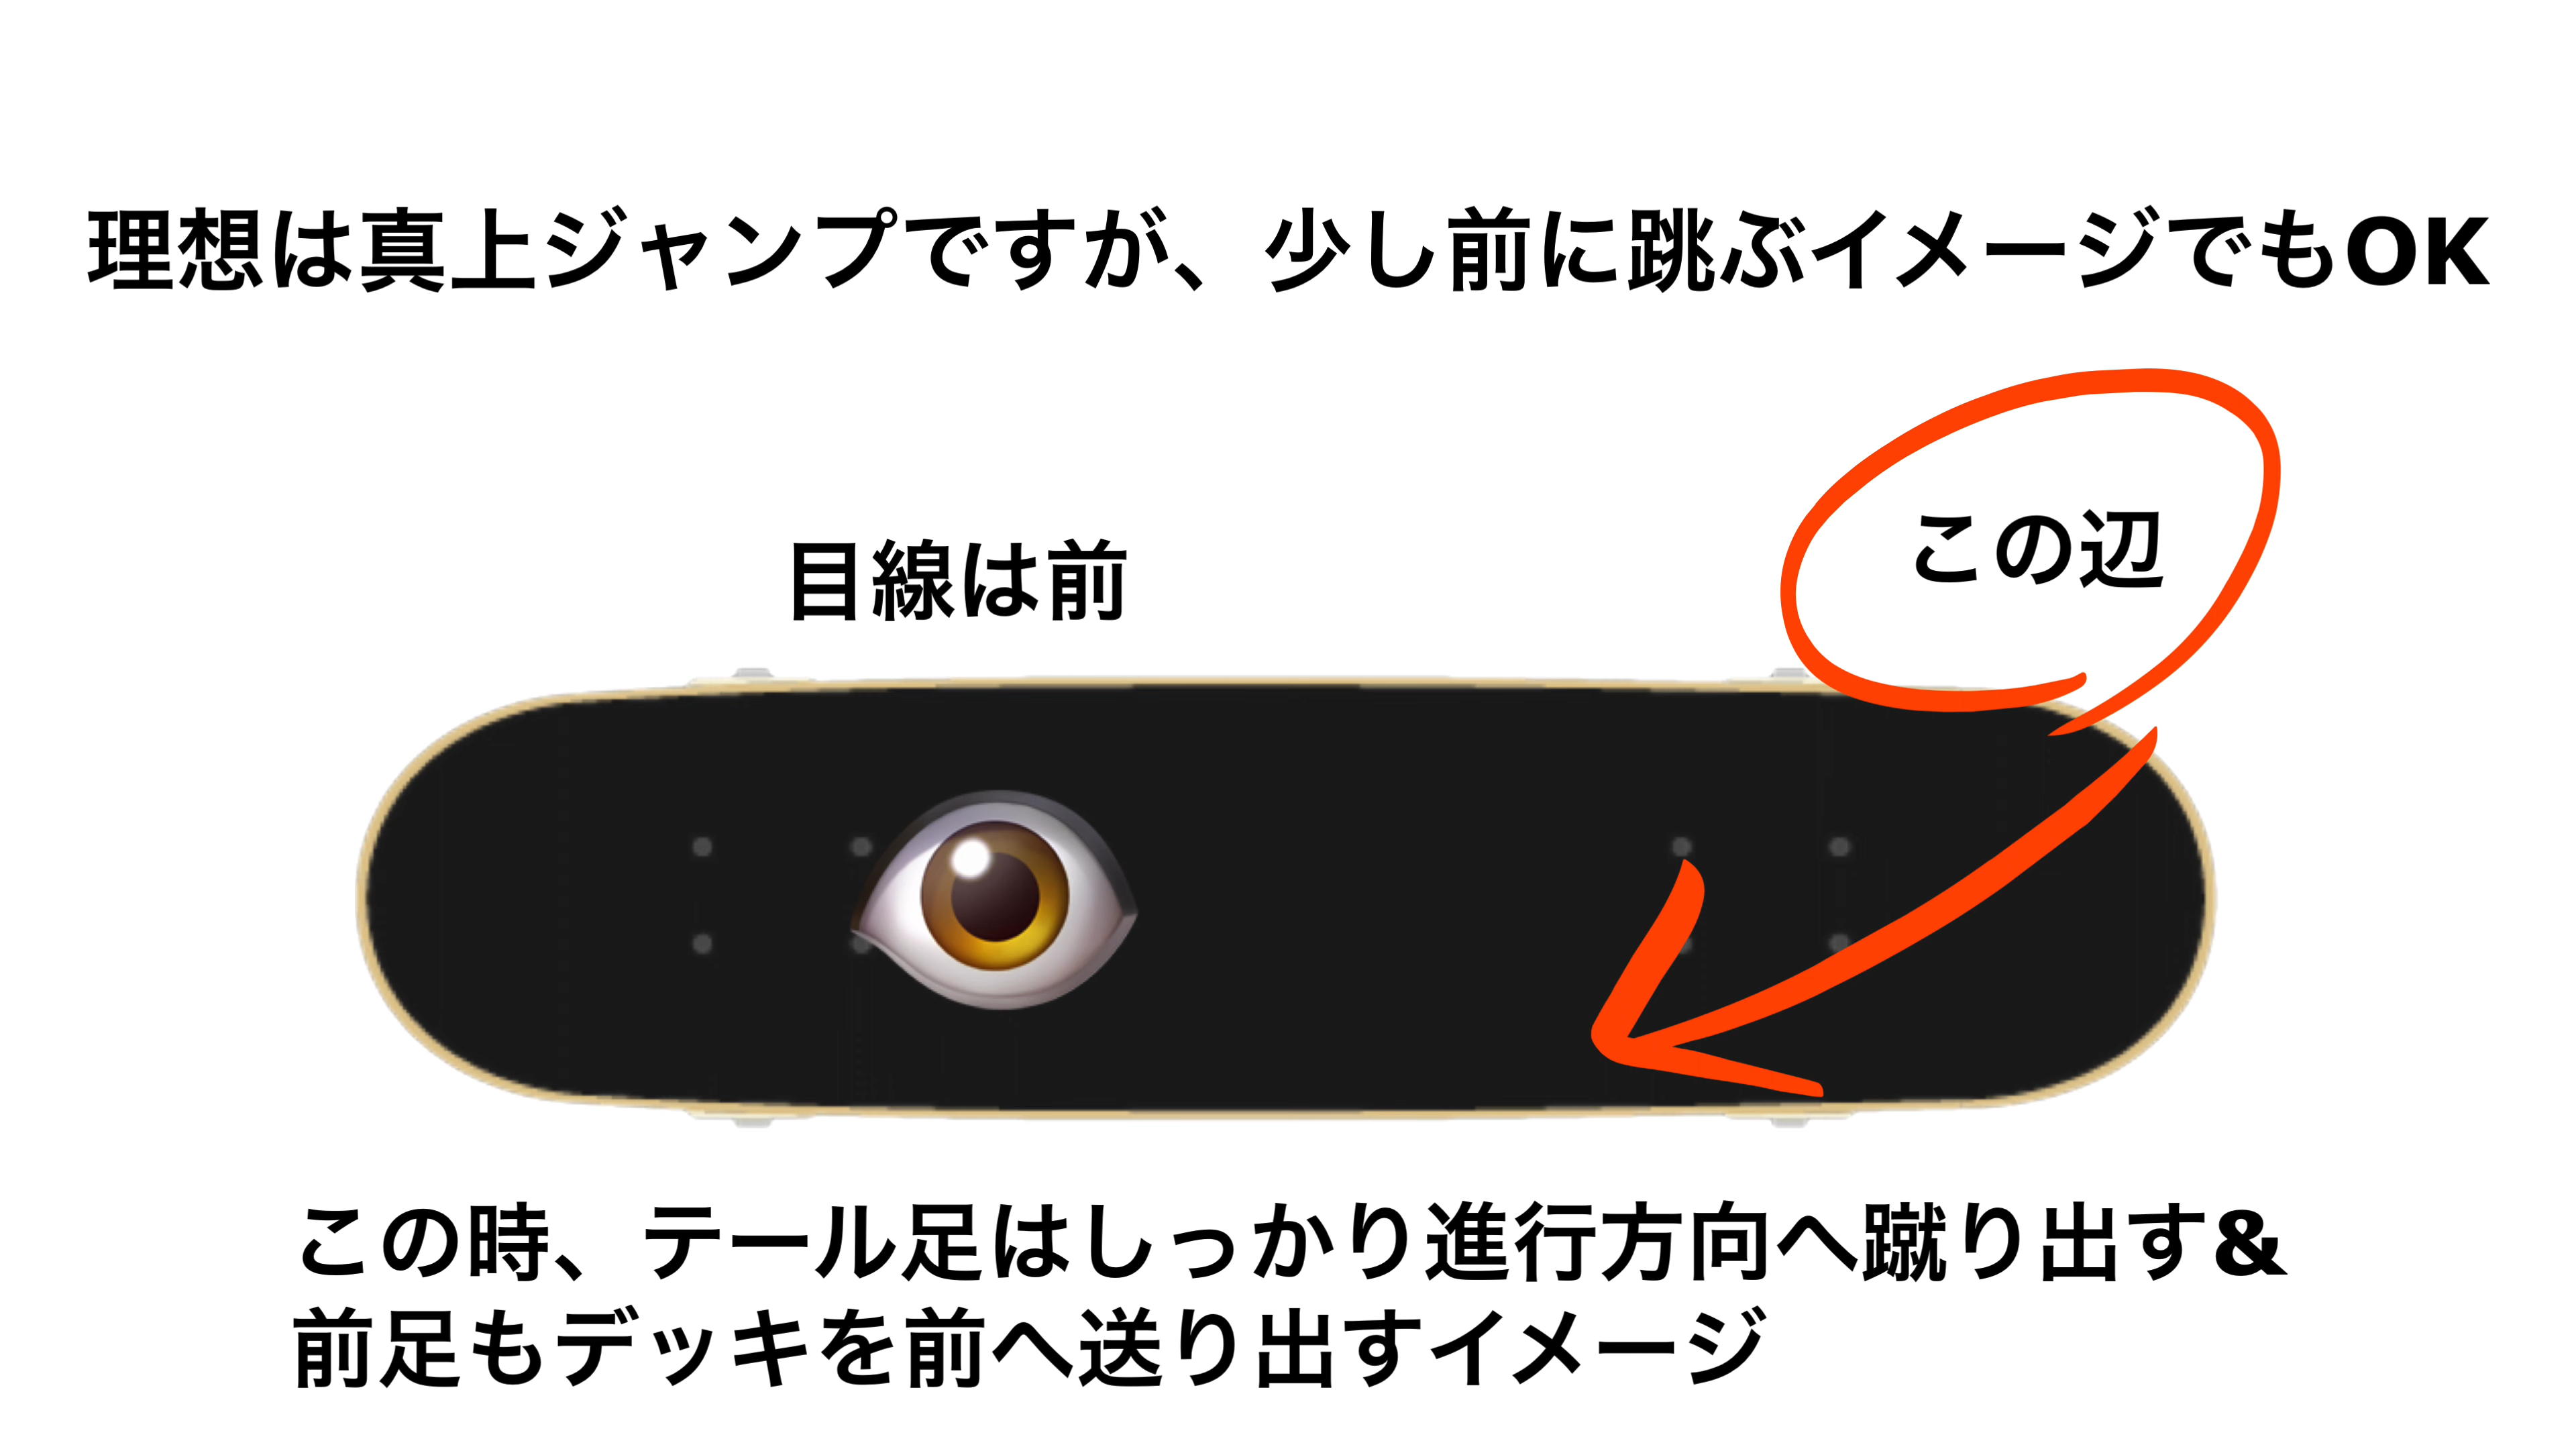 理想は真上ジャンプですが、少し前に跳ぶイメージでもOK
この辺
目線は前
この時、テール足はしっかり進行方向へ蹴り出す&
前足もデッキを前へ送り出すイメージ